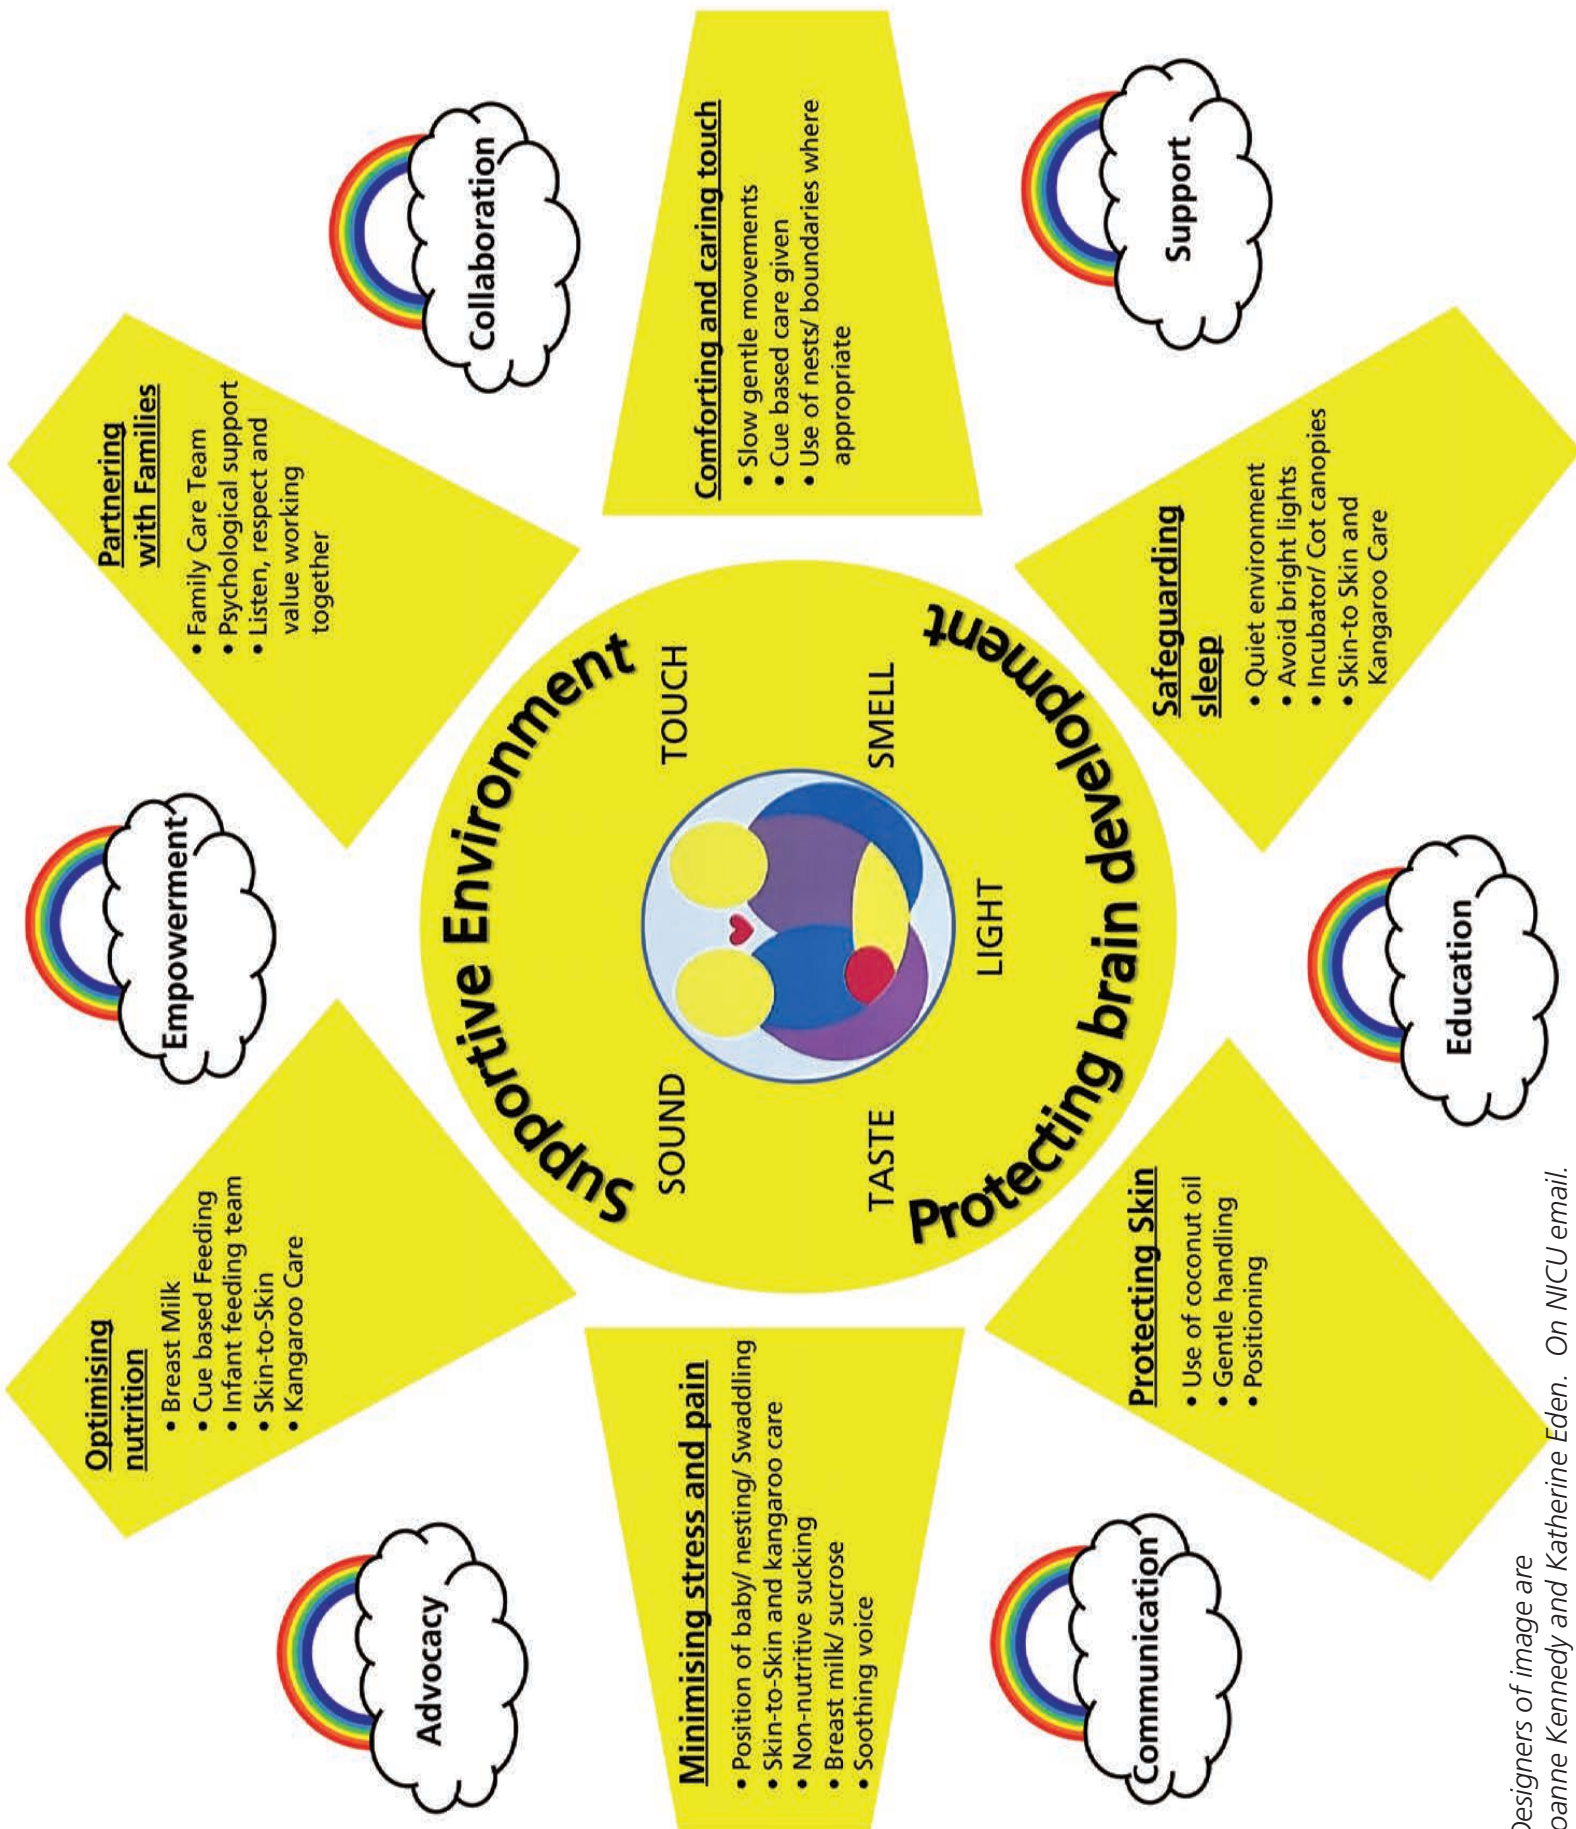 Optimising
nutrition
• Breast Milk
• Cue based Feeding
• Infant feeding team
• Skin-to-Skin
• Kangaroo Care
Empowerment
Partnering
with Families
• Family Care Team
• Psychological support
• Listen, respect and
value working
together
Advocacy
Collaboration
Minimising stress and pain
• Position of baby/ nesting/ Swaddling
• Skin-to-Skin and kangaroo care
• Non-nutritive sucking
• Breast milk/ sucrose
• Soothing voice
Supportive Environment
SOUND
TOUCH
TASTE
SMELL
LIGHT
Protecting brain development
Comforting and caring touch
• Slow gentle movements
• Cue based care given
• Use of nests/ boundaries where
appropriate
Communication
Support
Protecting Skin
• Use of coconut oil
• Gentle handling
• Positioning
Education
Safeguarding
sleep
• Quiet environment
• Avoid bright lights
• Incubator/ Cot canopies
• Skin-to Skin and
Kangaroo Care
Designers of image are
oanne Kennedy and Katherine Eden. On NICU email.